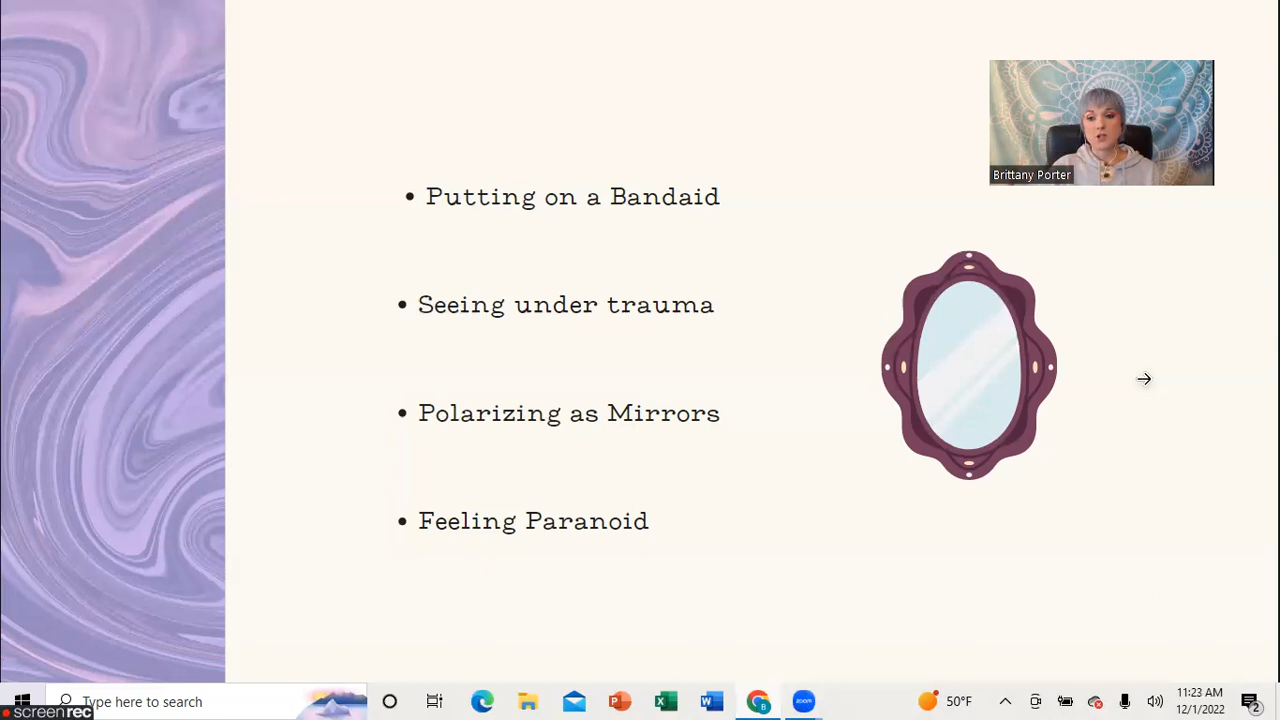 Brittany Porter
• Putting on a Bandaid
• Seeing under trauma
• Polarizing as Mirrors
• Feeling Paranoid
Type here to search
50°F
11:23 AM
12/1/2022
2
screenrec